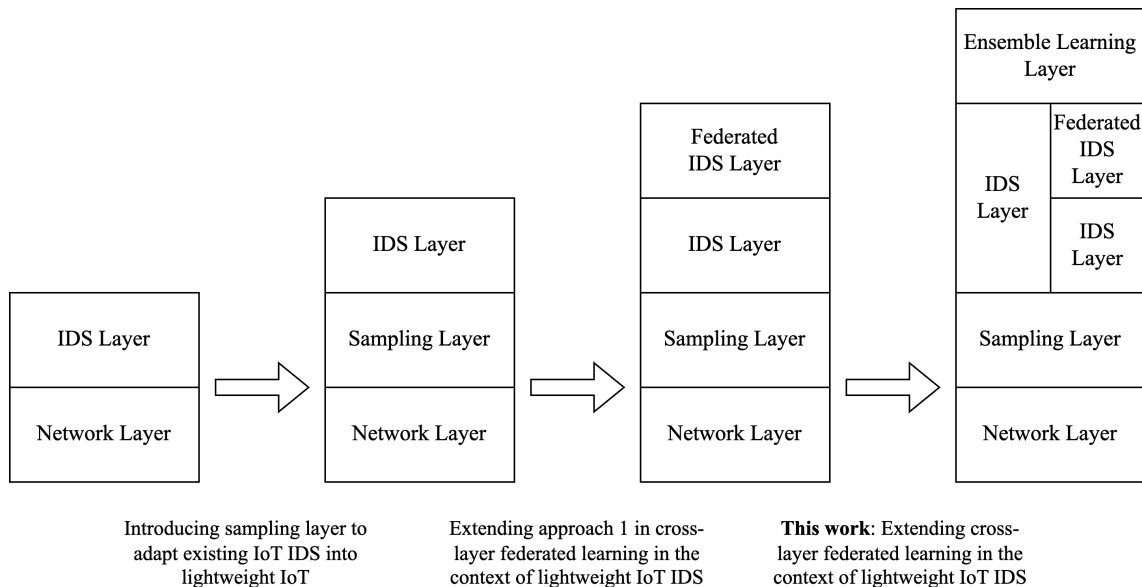 IDS Layer
Network Layer
IDS Layer
Sampling Layer
Network Layer
Federated
IDS Layer
IDS Layer
Sampling Layer
Network Layer
Ensemble Learning
Layer
IDS
Layer
Federated
IDS
Layer
IDS
Layer
Sampling Layer
Network Layer
Introducing sampling layer to
adapt existing IoT IDS into
lightweight IoT
Extending approach 1 in cross-
layer federated learning in the
context of lightweight IoT IDS
This work: Extending cross-
layer federated learning in the
context of lightweight IoT IDS